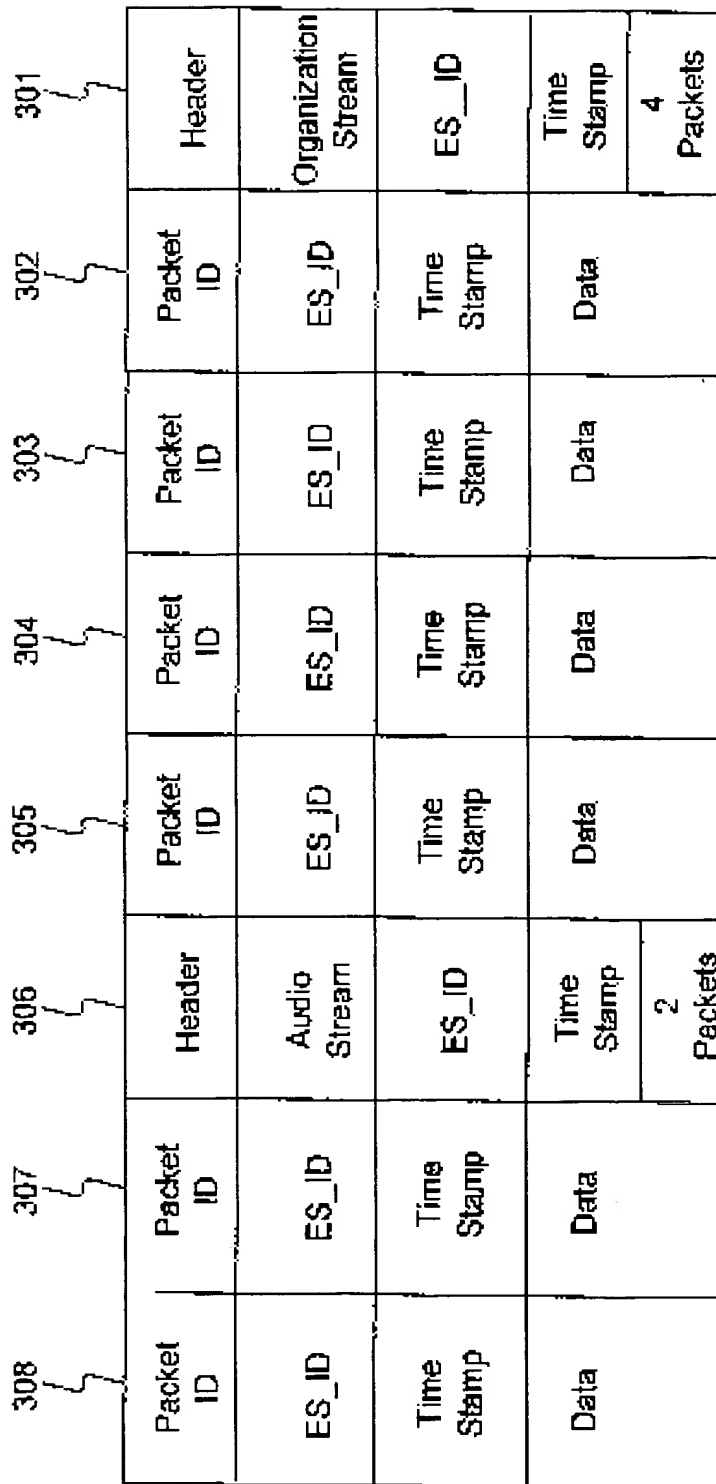 308 307 306 305 304 303 302 301
Packet ID
Packet ID
Header
Packet ID
Packet ID
Packet ID
Packet ID
Header
ES_ID
ES_ID
Audio Stream
ES_ID
ES_ID
ES_ID
ES_ID
Organization Stream
Time Stamp
Time Stamp
ES_ID
Time Stamp
Time Stamp
Time Stamp
Time Stamp
ES_ID
Data
Data
Time Stamp
2 Packets
Data
Data
Data
Data
Time Stamp
4 Packets